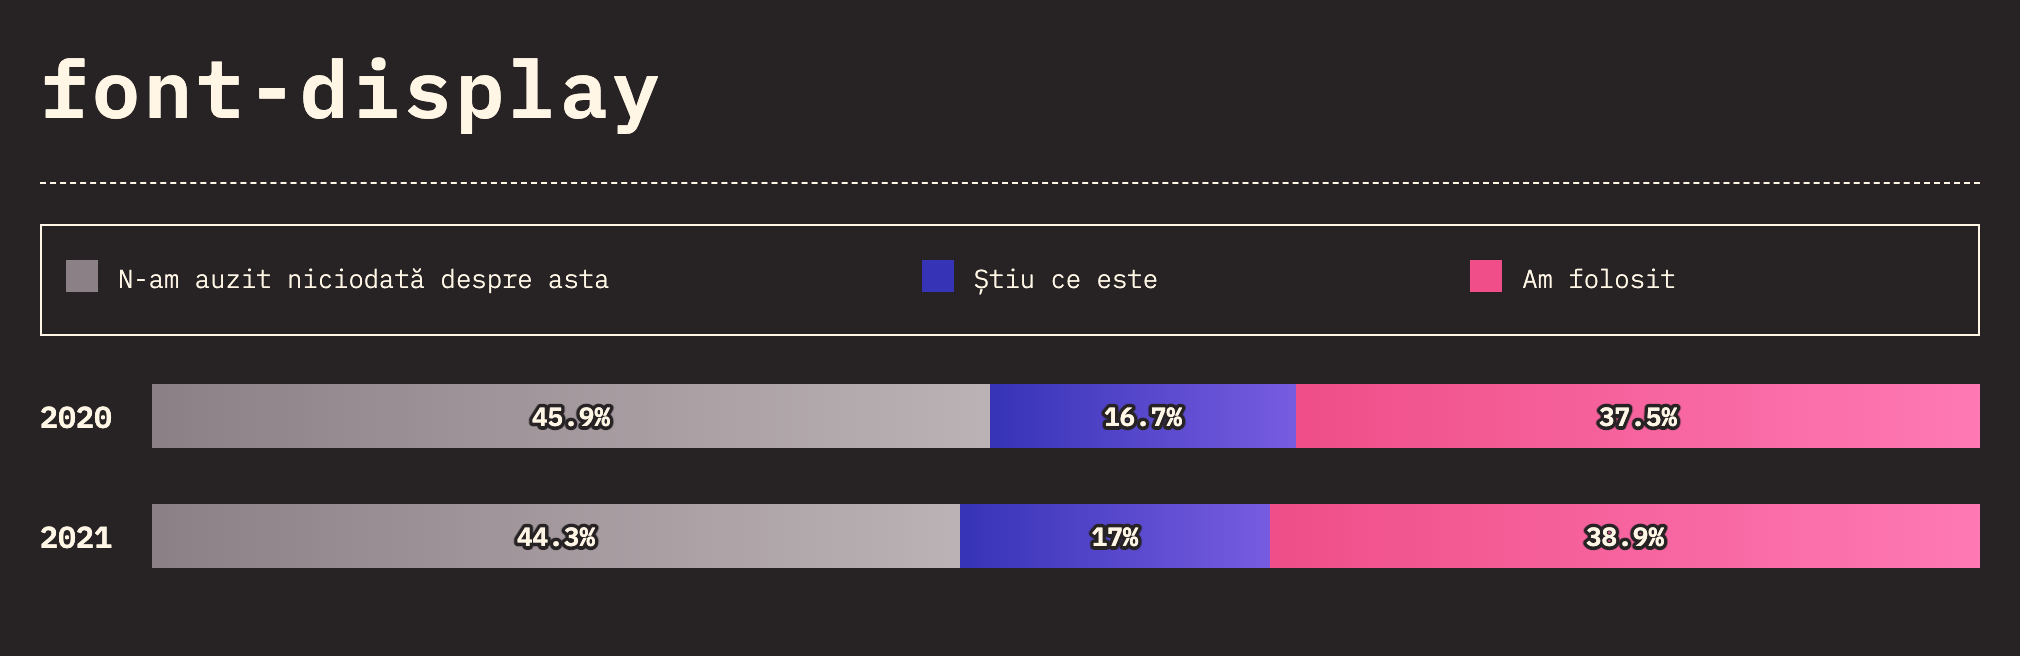 font-display
N-am auzit niciodată despre asta
Știu ce este
Am folosit
2020 45.9% 16.7% 37.5%
2021 44.3% 17% 38.9%